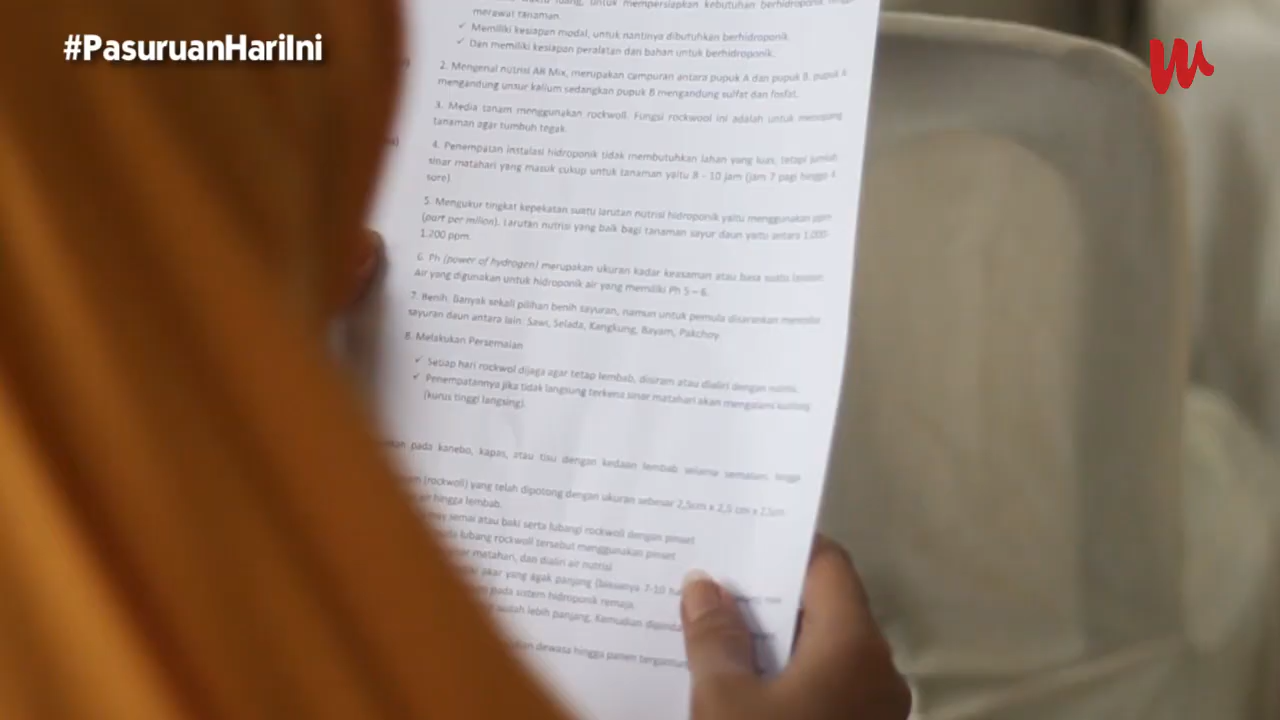 #PasuruanHariIni
untuk mempersiapkan kebutuhan berhidroponik
merawat tanaman.
✓ Memiliki kesiapan modal, untuk nantinya dibutuhkan berhidroponik
✓ Dan memiliki kesiapan peralatan dan bahan untuk berhidroponik.
2. Mengenal nutrisi AB Mix, merupakan campuran antara pupuk A dan pupuk B, pupuk A
mengandung unsur kalium sedangkan pupuk B mengandung sulfat dan fosfat.
3. Media tanam menggunakan rockwoll. Fungsi rockwool ini adalah untuk menopang
tanaman agar tumbuh tegak.
4. Penempatan instalasi hidroponik tidak membutuhkan lahan yang luas, tetapi jumlah
sinar matahari yang masuk cukup untuk tanaman yaitu 8 - 10 jam (jam 7 pagi hingga
sore).
5. Mengukur tingkat kepekatan suatu larutan nutrisi hidroponik yaitu menggunakan ppm
(part per milion). Larutan nutrisi yang baik bagi tanaman sayur daun yaitu antara 1.000-
1.200 ppm.
6. Ph (power of hydrogen) merupakan ukuran kadar keasaman atau basa suatu larutan.
Air yang digunakan untuk hidroponik air yang memiliki Ph 5 – 6.
7. Benih. Banyak sekali pilihan benih sayuran, namun untuk pemula disarankan memilih
sayuran daun antara lain: Sawi, Selada, Kangkung, Bayam, Pakchoy.
8. Melakukan Persemaian
✓ Setiap hari rockwol dijaga agar tetap lembab, disiram atau dialiri dengan nutrisi.
✓ Penempatannya jika tidak langsung terkena sinar matahari akan mengalami kutilang
(kurus tinggi langsing).
pada kanebo, kapas, atau tisu dengan kedaan lembab selama semalam, hingga
(rockwoll) yang telah dipotong dengan ukuran sebesar 2,5cm x 2,5 cm x 2,5cm
air hingga lembab.
semai atau baki serta lubangi rockwoll dengan pinset
lubang rockwoll tersebut menggunakan pinset
matahari, dan dialiri air nutrisi
akar yang agak panjang (biasanya 7-10
pada sistem hidroponik remaja
sudah lebih panjang. Kemudian
dewasa hingga panen